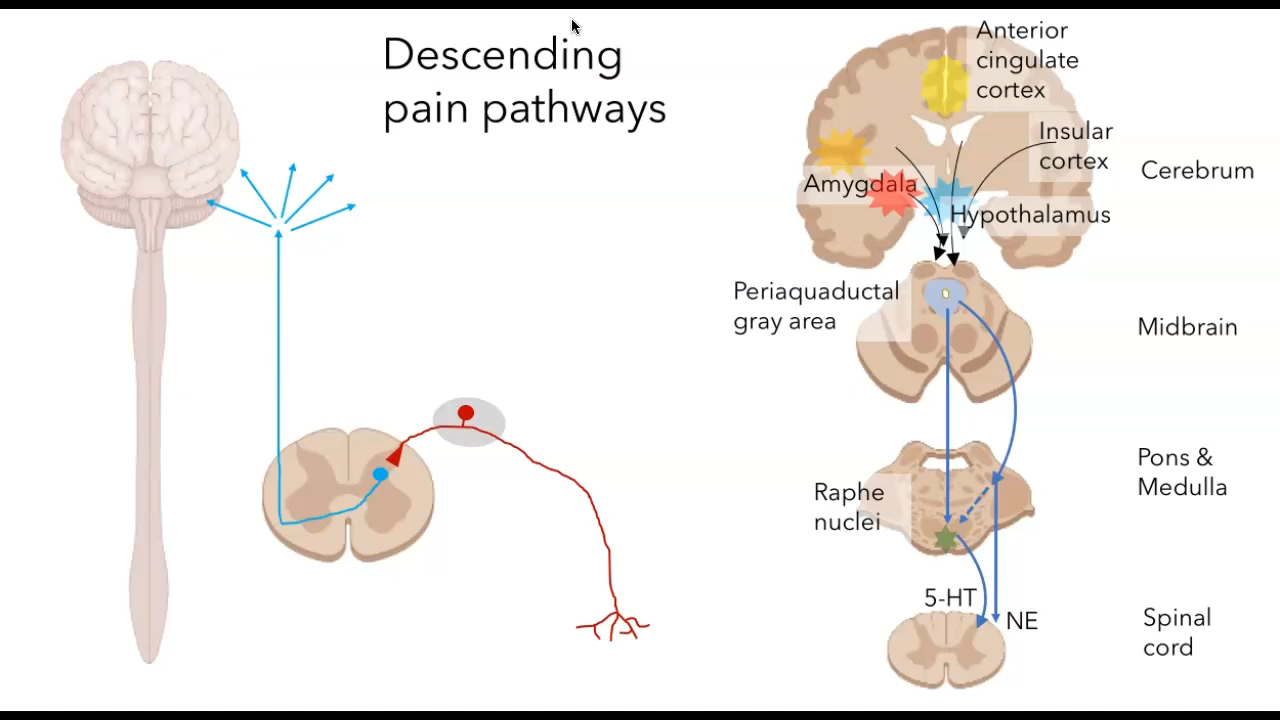 Descending
pain pathways
Anterior
cingulate
cortex
Insular
cortex
Cerebrum
Amygdala
Hypothalamus
Periaquaductal
gray area
Midbrain
Pons &
Medulla
Raphe
nuclei
5-HT
NE
Spinal
cord